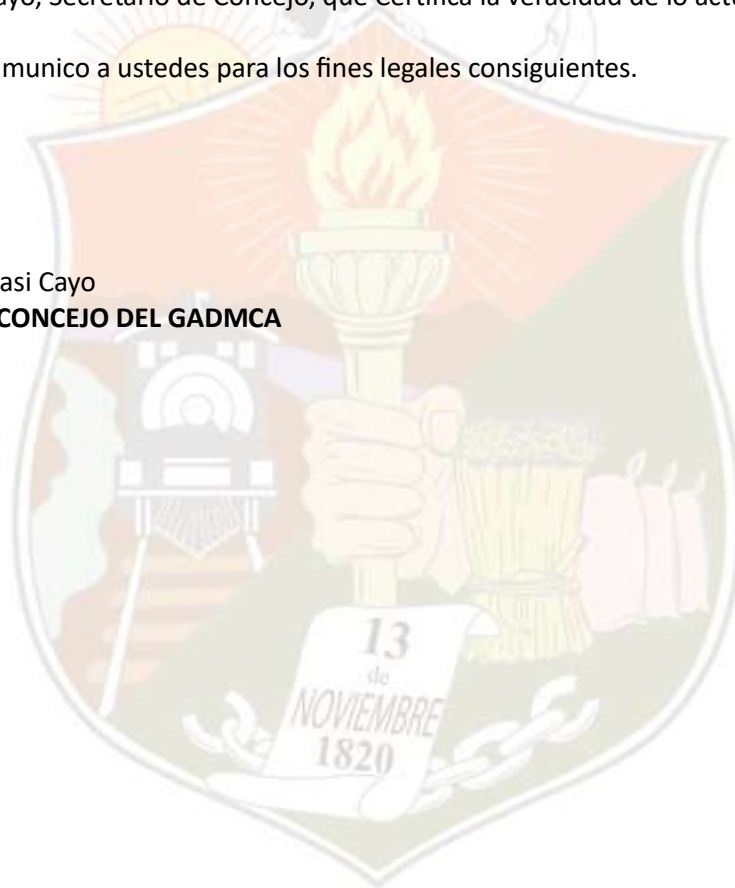 ayo, Secretario de Concejo, que Certifica la veracidad de lo act
munico a ustedes para los fines legales consiguientes.
asi Cayo
CONCEJO DEL GADMCA
13
de
NOVIEMBRE
1820